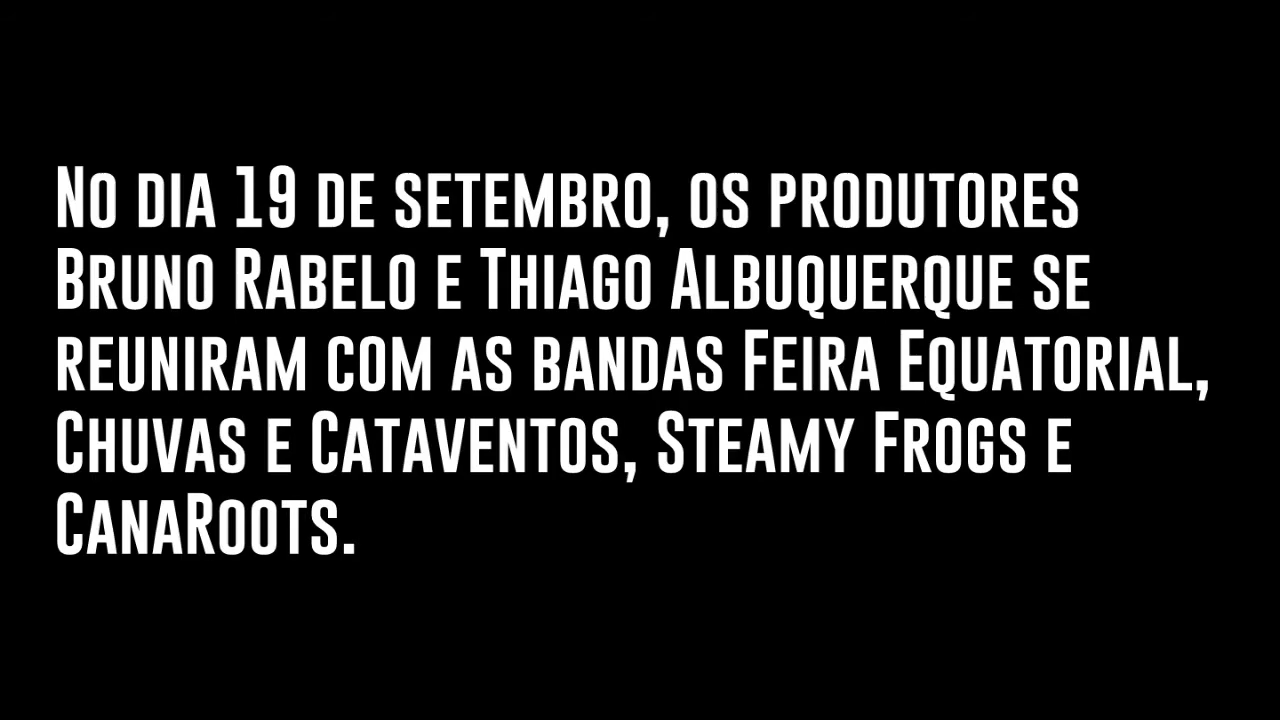 No dia 19 de setembro, os produtores
Bruno Rabelo e Thiago Albuquerque se
reuniram com as bandas Feira Equatorial,
Chuvas e Cataventos, Steamy Frogs e
CanaRoots.